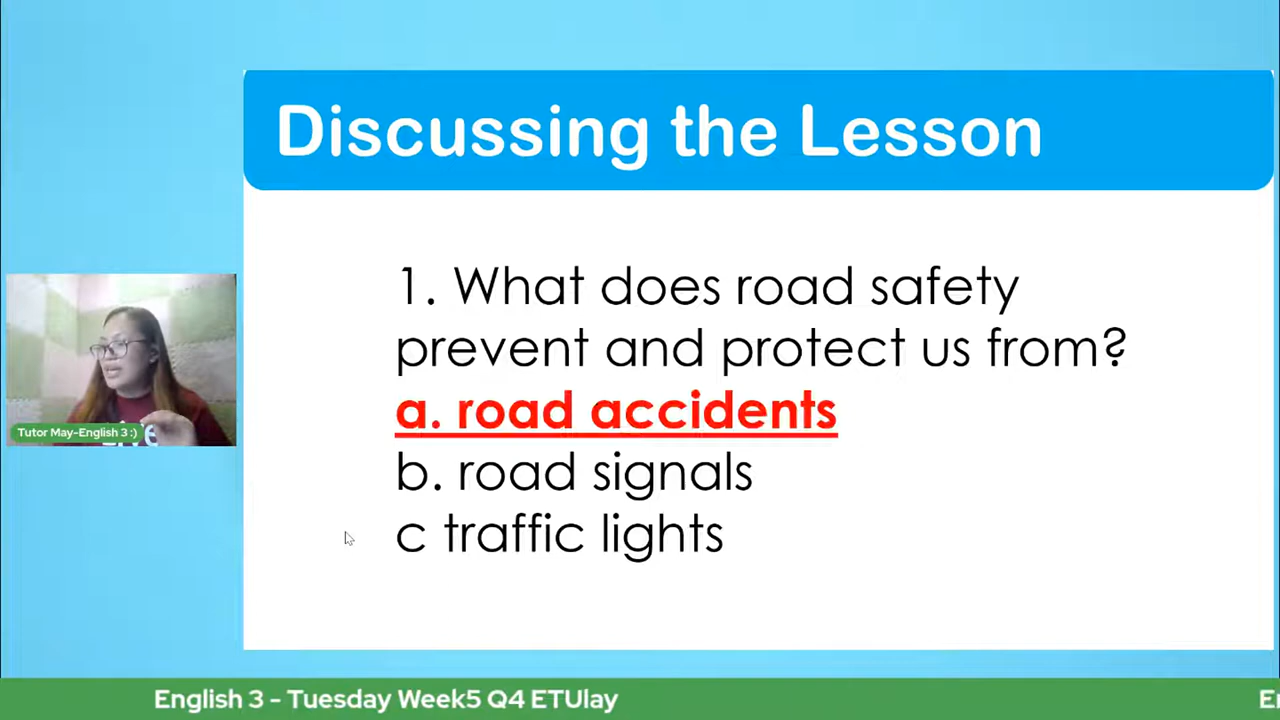 Discussing the Lesson
1. What does road safety
prevent and protect us from?
a. road accidents
b. road signals
c traffic lights
Tutor May-English 3 :)
English 3 - Tuesday Week5 Q4 ETUlay
En